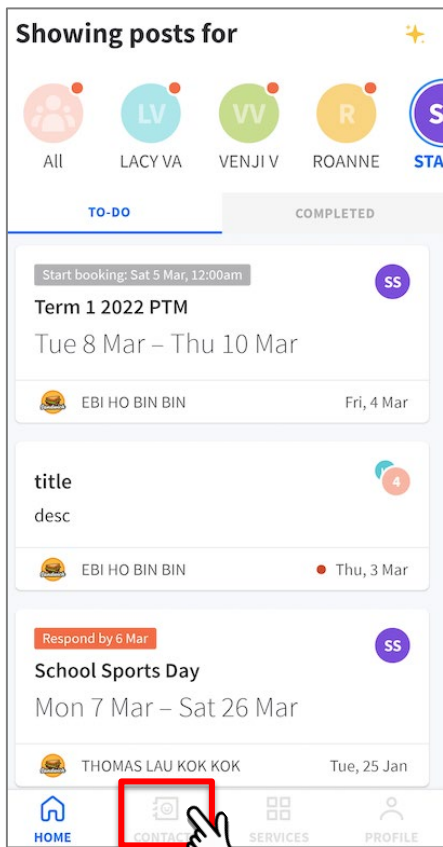 Showing posts for
S
LV
VV
R
All
LACY VA
VENJI V
ROANNE
STA
TO-DO
COMPLETED
Start booking: Sat 5 Mar, 12:00am
SS
Term 1 2022 PTM
Tue 8 Mar – Thu 10 Mar
EBI HO BIN BIN
Fri, 4 Mar
title
4
desc
EBI HO BIN BIN
Thu, 3 Mar
Respond by 6 Mar
SS
School Sports Day
Mon 7 Mar – Sat 26 Mar
THOMAS LAU KOK KOK
Tue, 25 Jan
HOME
CONTAC
SERVICES
PROFILE